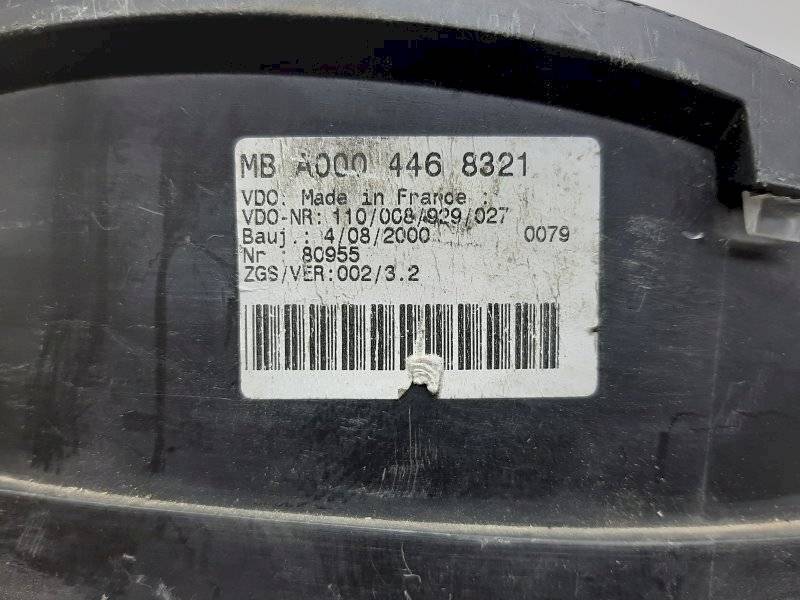 MB A000 446 8321
VDO. Made in France :
VDO-NR: 110/008/929/027
Bauj.: 4/08/2000 0079
Nr : 80955
ZGS/VER:002/3.2